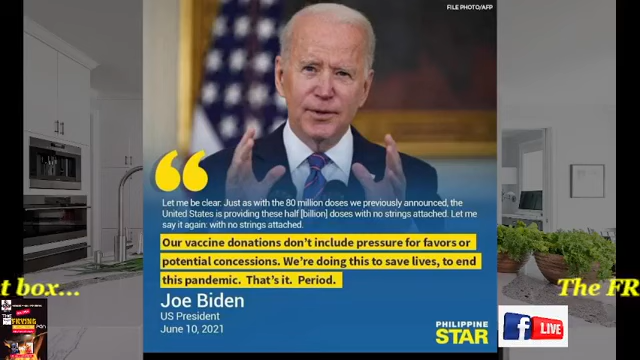 FILE PHOTO/AFP
Let me be clear. Just as with the 80 million doses we previously announced, the
United States is providing these half [billion] doses with no strings attached. Let me
say it again: with no strings attached.
Our vaccine donations don't include pressure for favors or
potential concessions. We're doing this to save lives, to end
this pandemic. That's it. Period.
t box...
The FR
Joe Biden
US President
June 10, 2021
THE
FRYING
PAN
PHILIPPINE
STAR
f LIVE